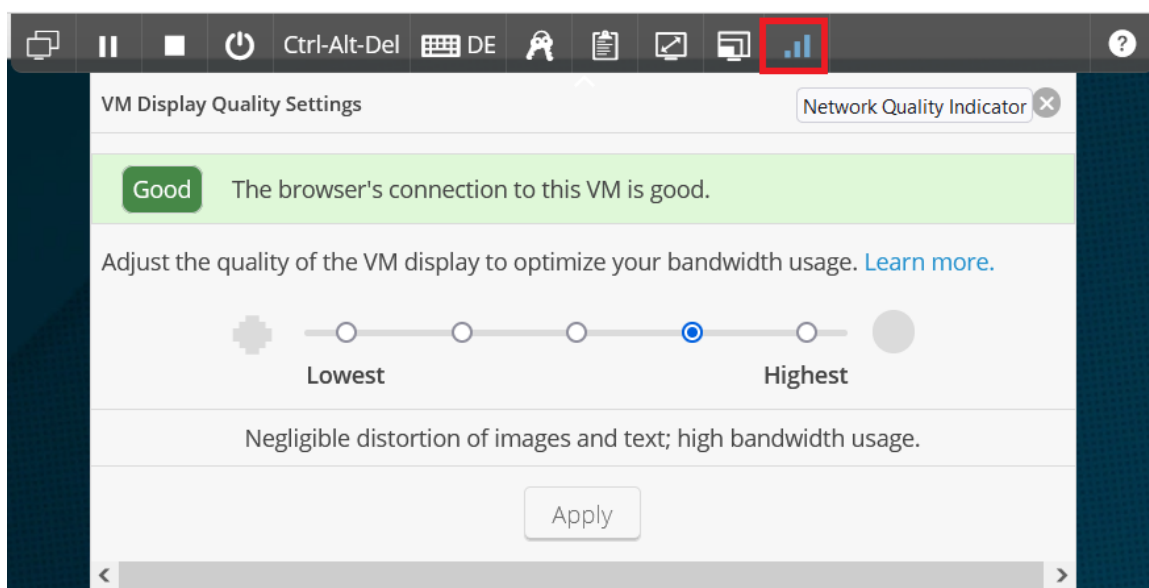 Ctrl-Alt-Del DE ?
VM Display Quality Settings
Network Quality Indicator
Good The browser's connection to this VM is good.
Adjust the quality of the VM display to optimize your bandwidth usage. Learn more.
Lowest Highest
Negligible distortion of images and text; high bandwidth usage.
Apply